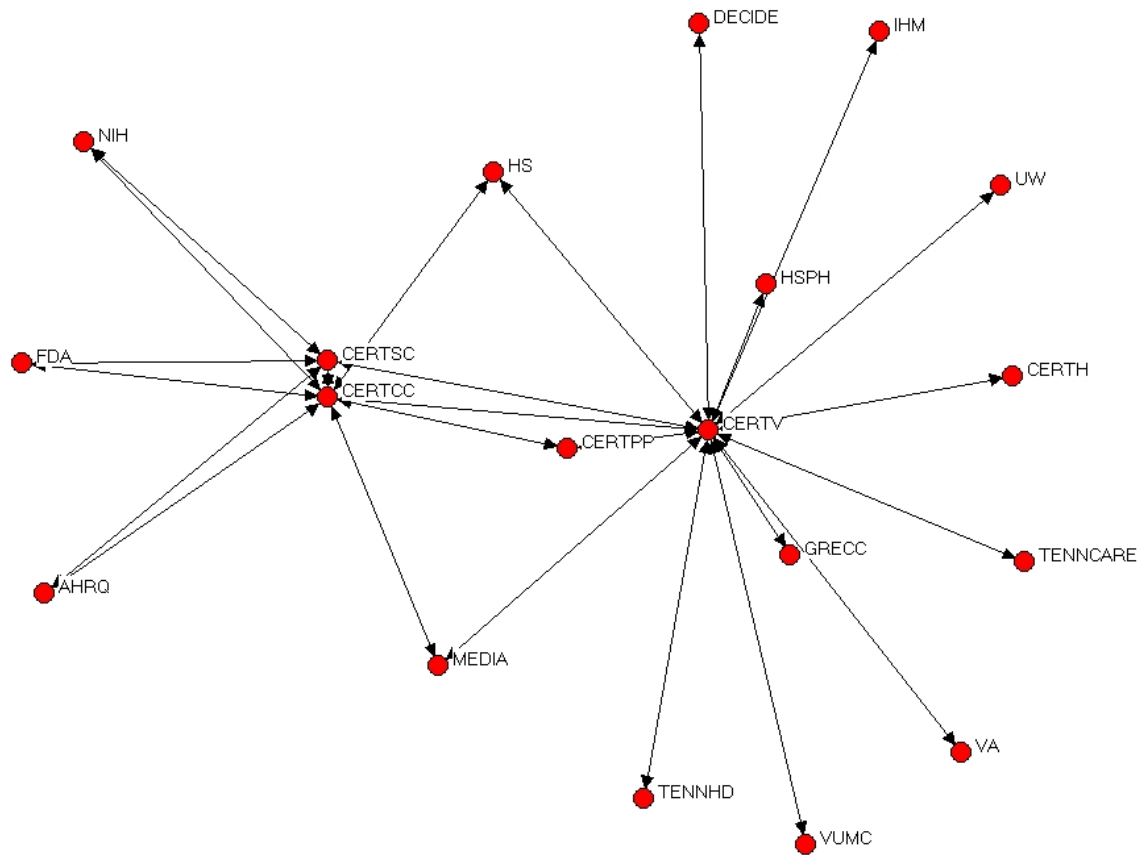 DECIDE
IHM
NIH
HS
UW
HSPH
FDA
CERTSC
CERTH
CERTCC
CERTV
CERTPP
GRECC
TENNCARE
AHRQ
MEDIA
VA
TENNHD
VUMC